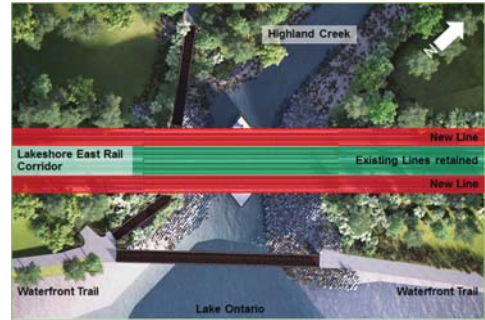 Highland Creek
N
New Line
Lakeshore East Rail
Corridor
Existing Lines retained
New Line
Waterfront Trail
Waterfront Trail
Lake Ontario